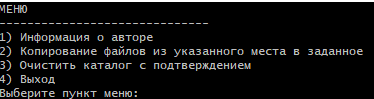 МЕНЮ
------------------------------
1) Информация о авторе
2) Копирование файлов из указанного места в заданное
3) Очистить каталог с подтверждением
4) Выход
Выберите пункт меню: